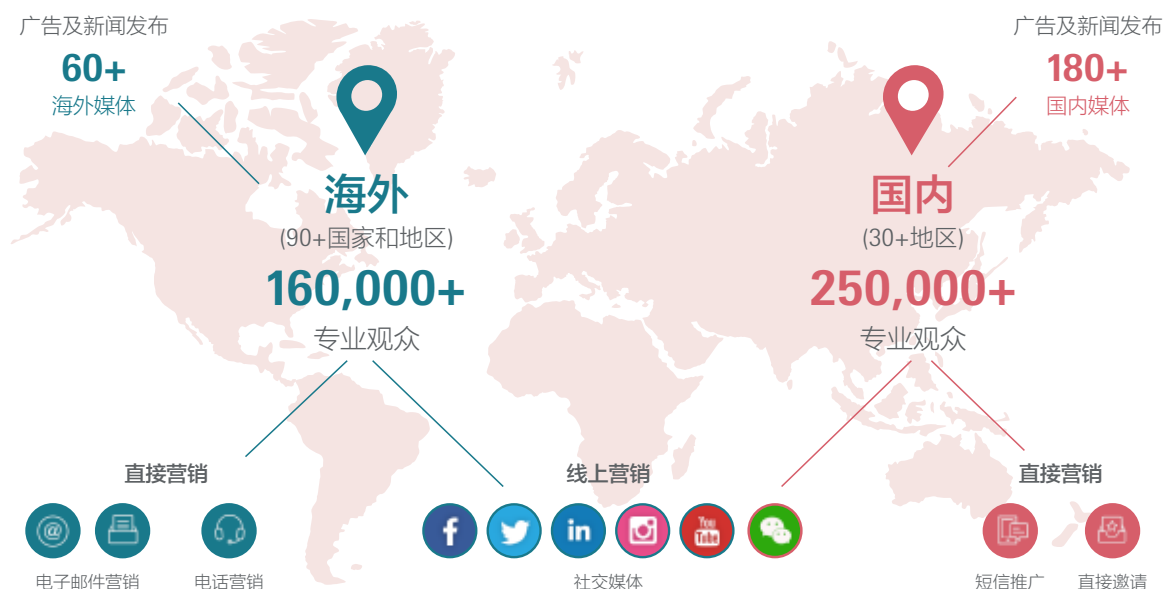 广告及新闻发布
60+
海外媒体
海外
(90+国家和地区)
160,000+
专业观众
广告及新闻发布
180+
国内媒体
国内
(30+地区)
250,000+
专业观众
直接营销
电子邮件营销
电话营销
线上营销
f
in
You
Tube
社交媒体
直接营销
短信推广
直接邀请